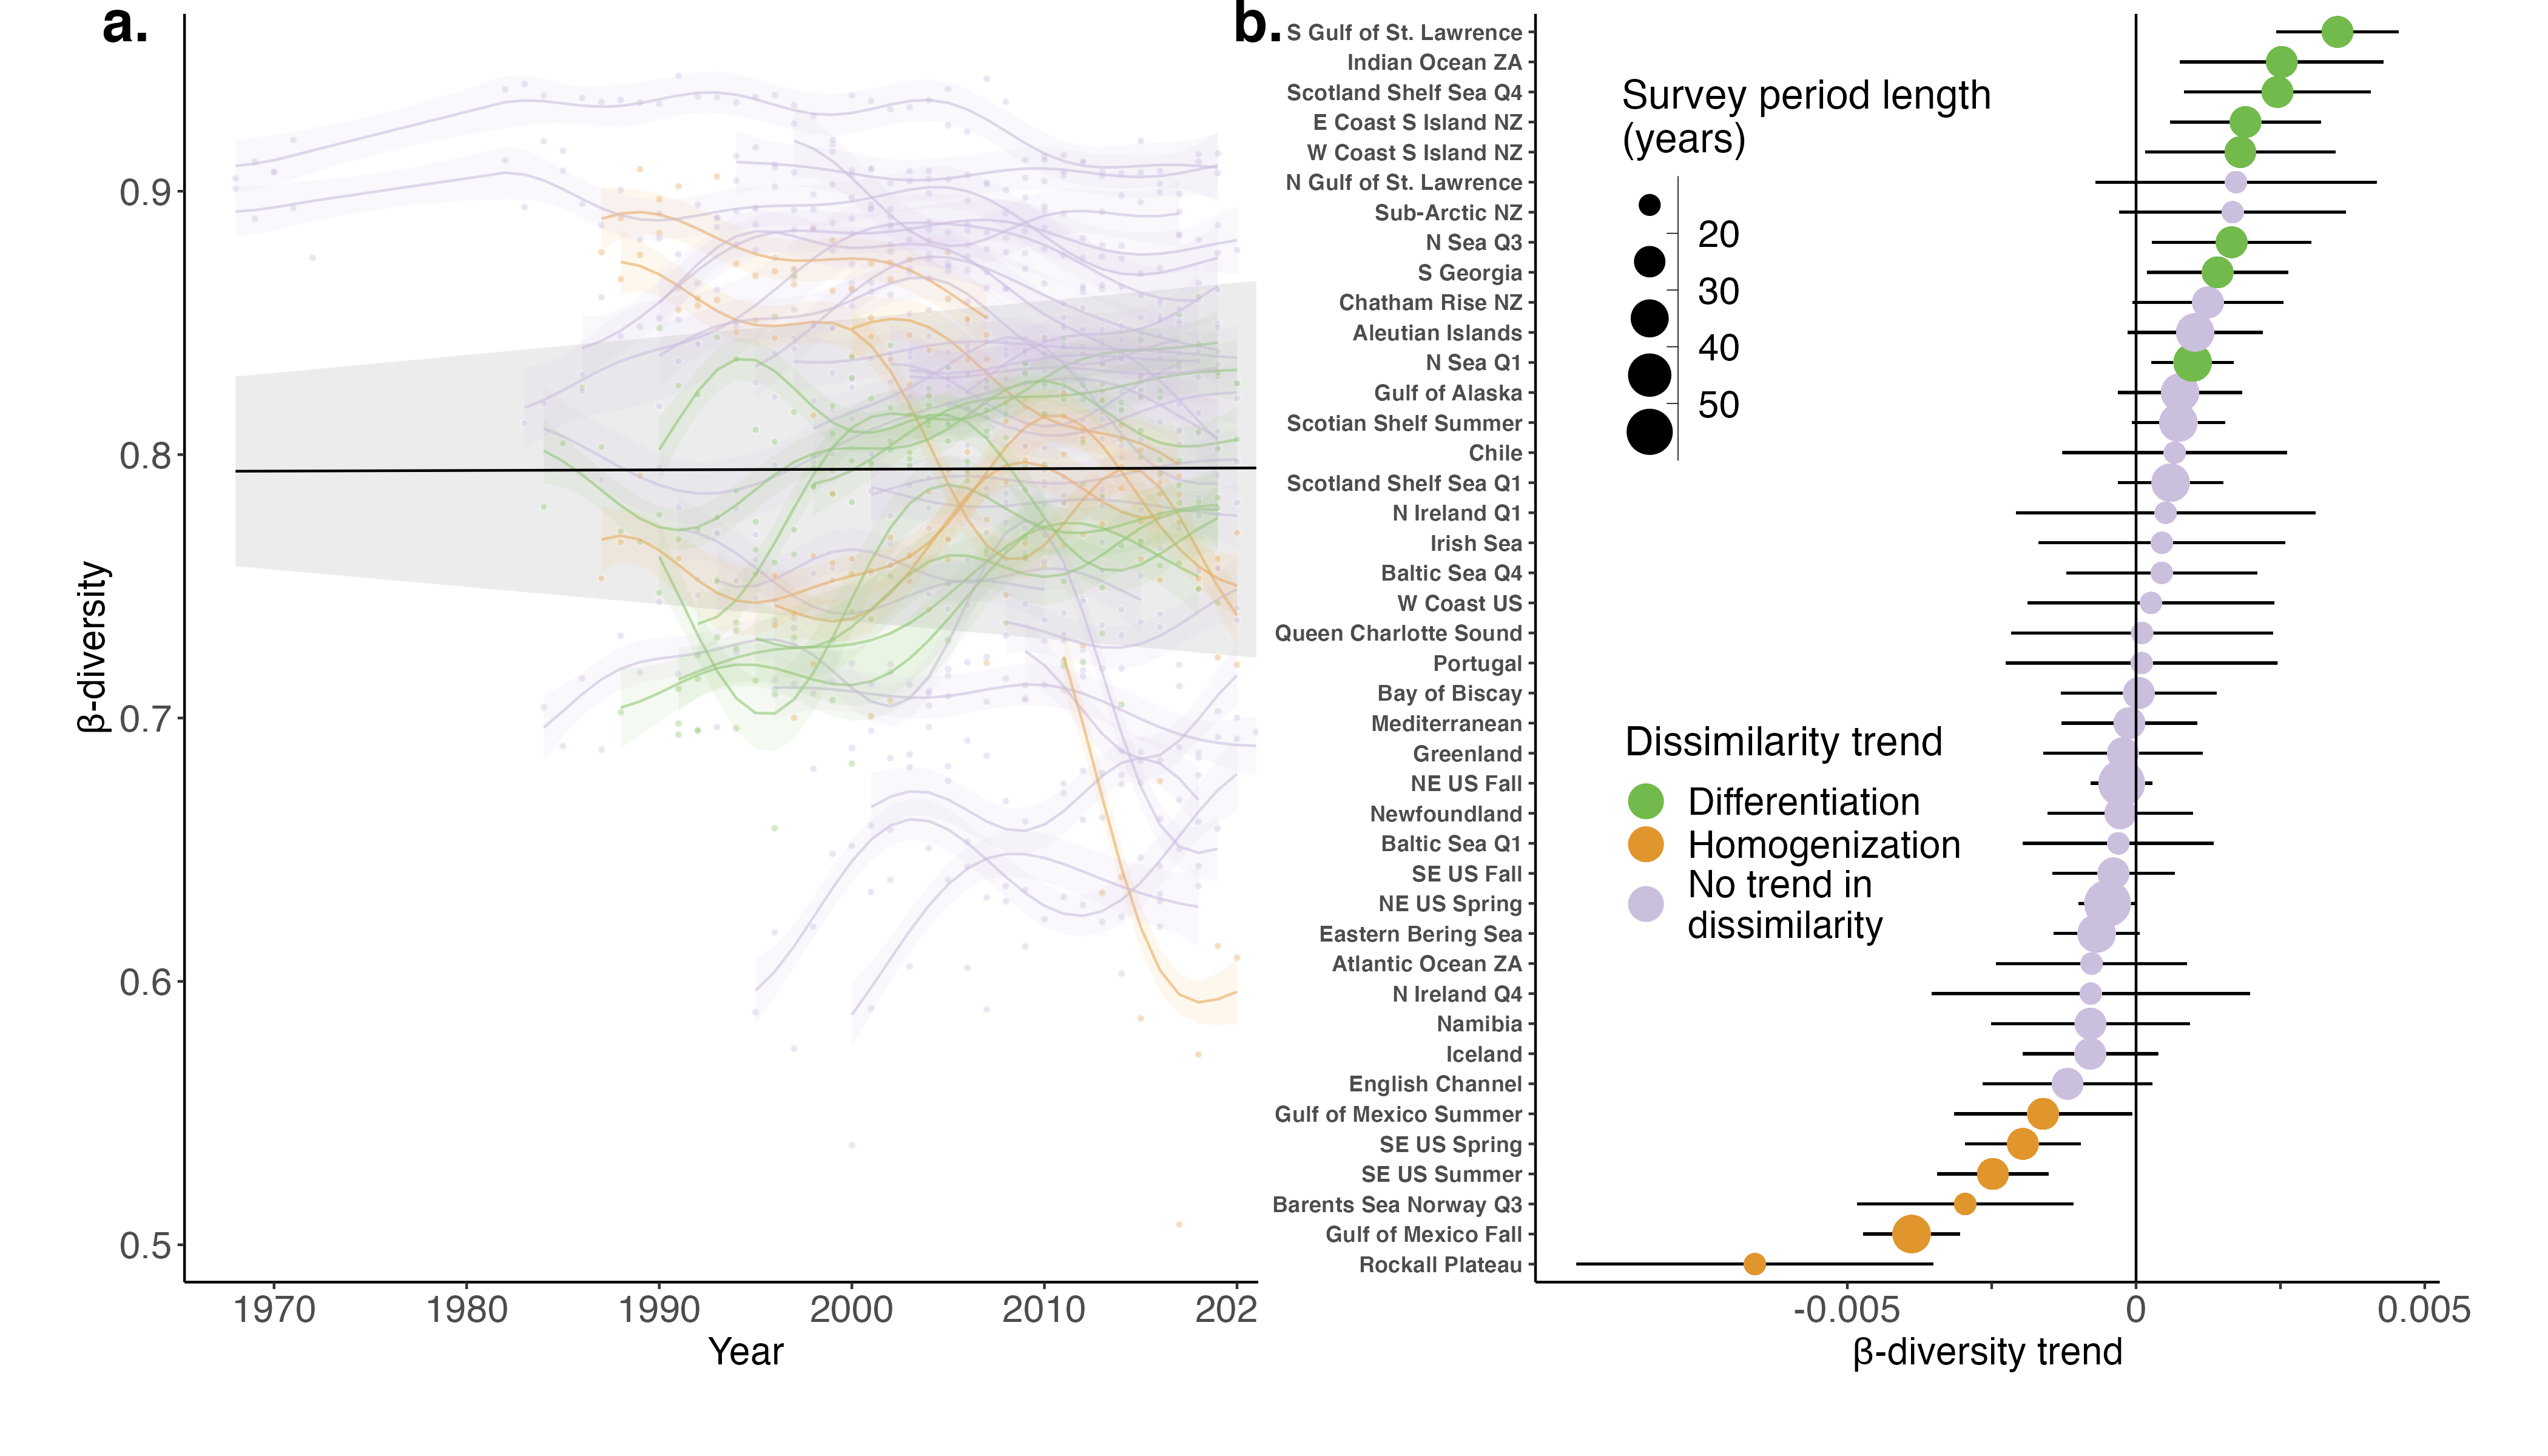 a.
β-diversity
0.9
0.8
0.7
0.6
0.5
1970
1980
1990
2000
2010
202
Year
b.
S Gulf of St. Lawrence
Indian Ocean ZA
Scotland Shelf Sea Q4
E Coast S Island NZ
W Coast S Island NZ
N Gulf of St. Lawrence
Sub-Arctic NZ
N Sea Q3
S Georgia
Chatham Rise NZ
Aleutian Islands
N Sea Q1
Gulf of Alaska
Scotian Shelf Summer
Chile
Scotland Shelf Sea Q1
N Ireland Q1
Irish Sea
Baltic Sea Q4
W Coast US
Queen Charlotte Sound
Portugal
Bay of Biscay
Mediterranean
Greenland
NE US Fall
Newfoundland
Baltic Sea Q1
SE US Fall
NE US Spring
Eastern Bering Sea
Atlantic Ocean ZA
N Ireland Q4
Namibia
Iceland
English Channel
Gulf of Mexico Summer
SE US Spring
SE US Summer
Barents Sea Norway Q3
Gulf of Mexico Fall
Rockall Plateau
Survey period length
(years)
20
30
40
50
Dissimilarity trend
Differentiation
Homogenization
No trend in
dissimilarity
-0.005
0
0.005
β-diversity trend